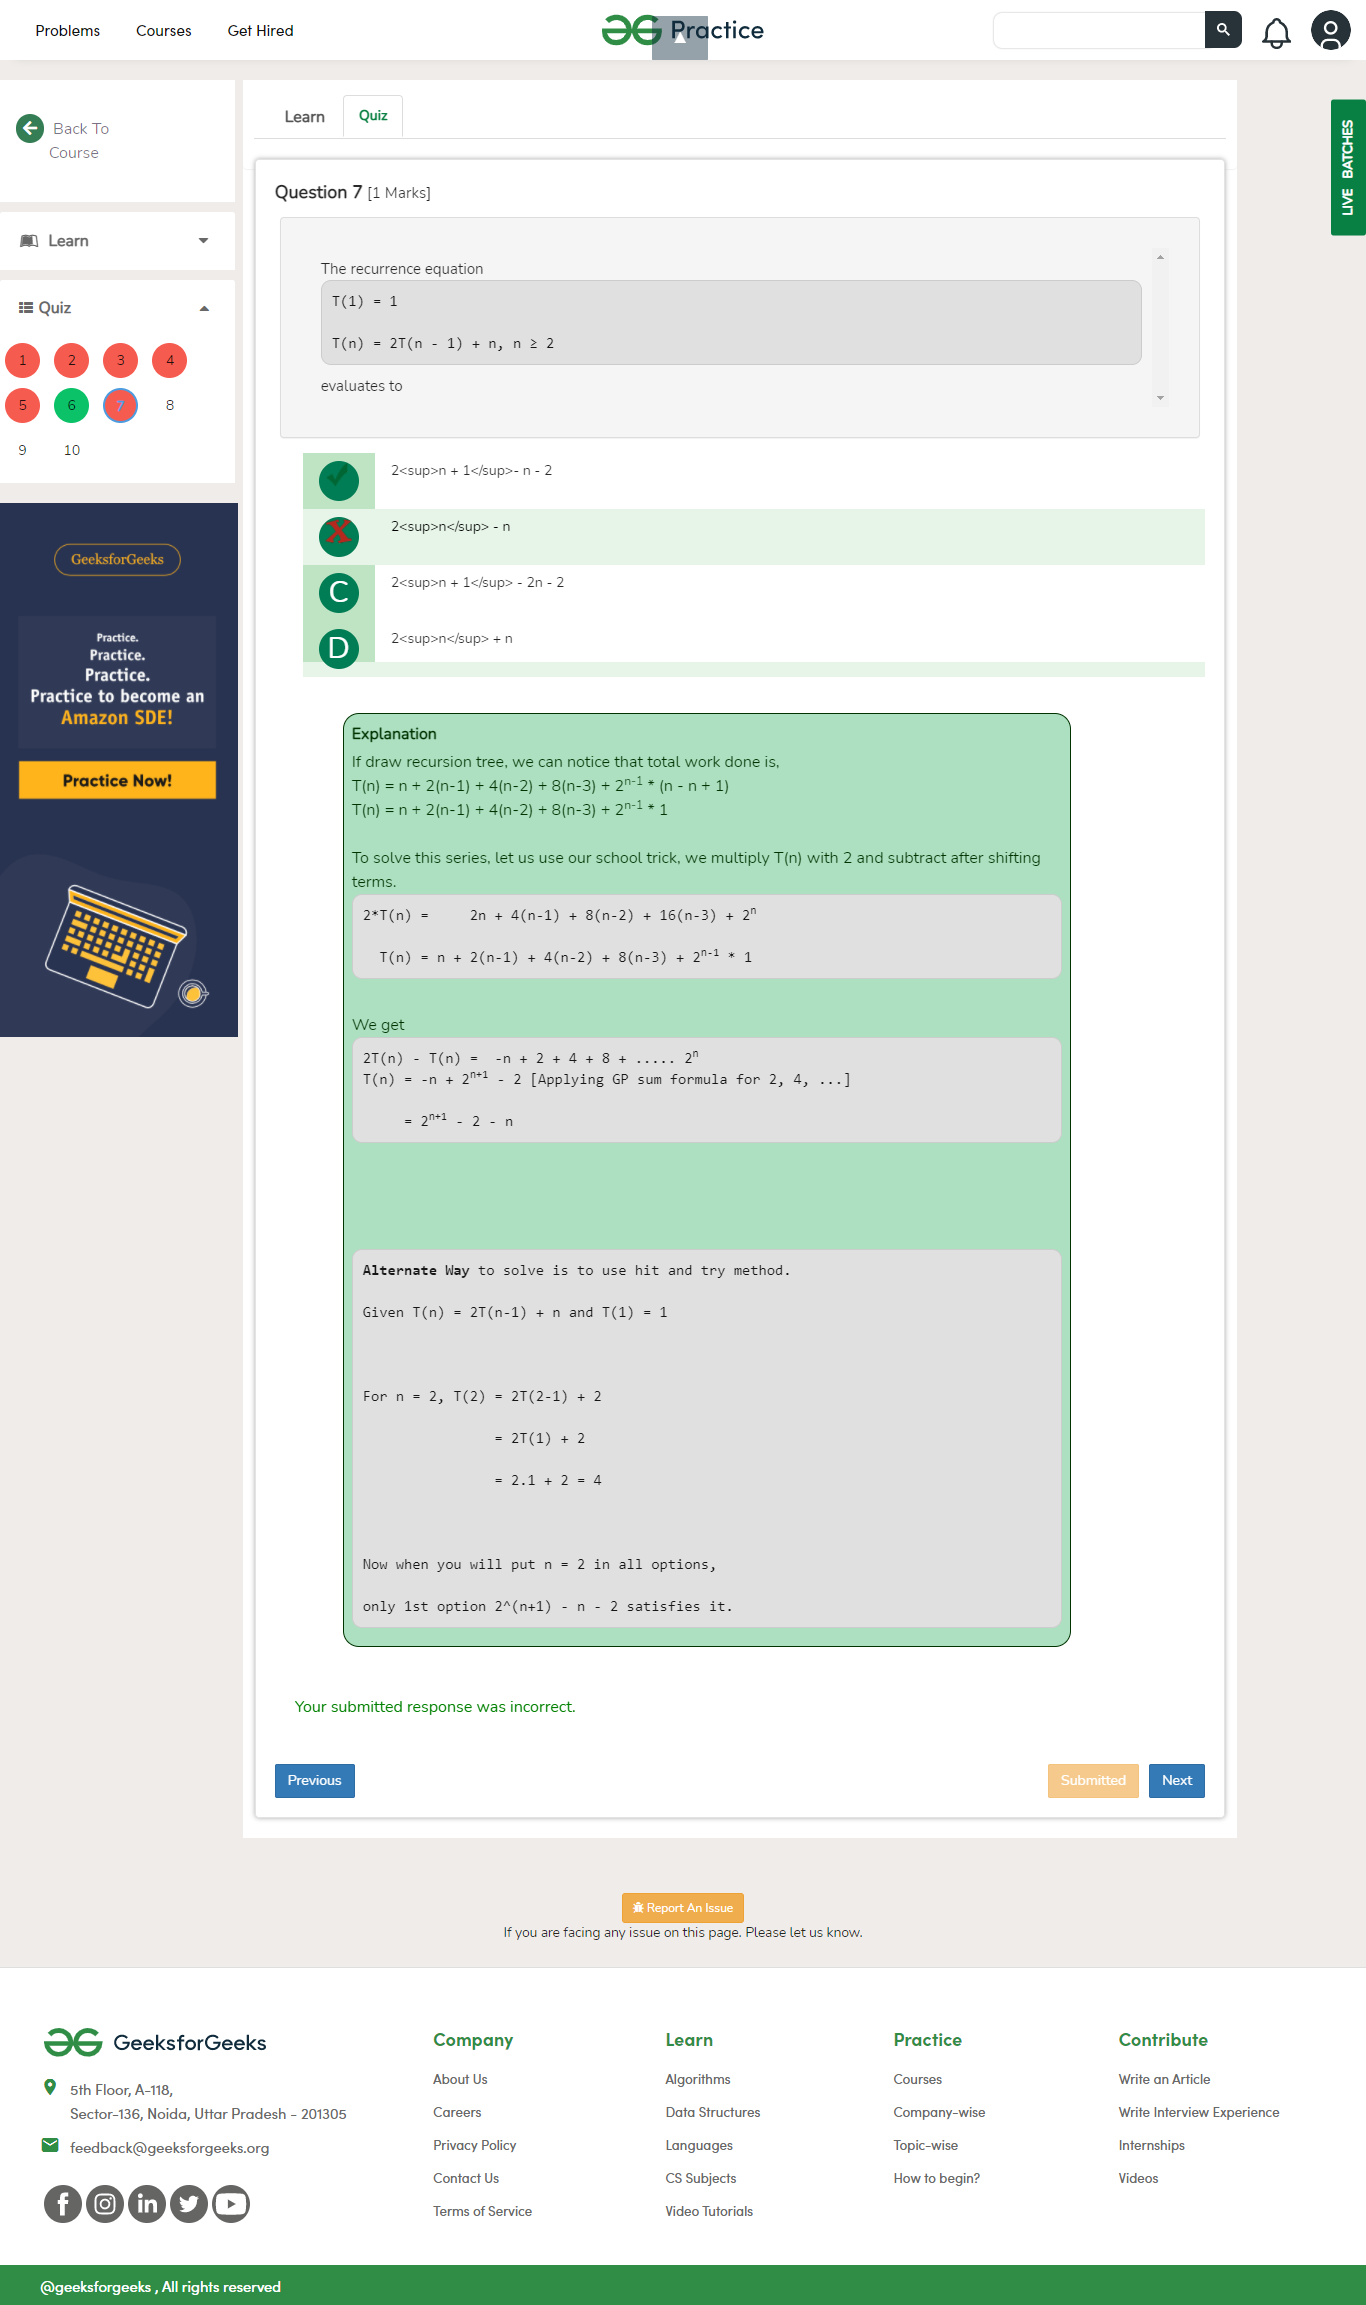 Problems Courses Get Hired
Practice
Back To
Course
Learn
Quiz
1 2 3 4
5 6 7 8
9 10
GeeksforGeeks
Practice.
Practice.
Practice.
Practice to become an
Amazon SDE!
Practice Now!
Learn Quiz
LIVE BATCHES
Question 7 [1 Marks]
The recurrence equation
T(1) = 1
T(n) = 2T(n - 1) + n, n ≥ 2
evaluates to
2<sup>n + 1</sup>- n - 2
X 2<sup>n</sup> - n
C 2<sup>n + 1</sup> - 2n - 2
D 2<sup>n</sup> + n
Explanation
If draw recursion tree, we can notice that total work done is,
T(n) = n + 2(n-1) + 4(n-2) + 8(n-3) + 2ⁿ⁻¹ * (n - n + 1)
T(n) = n + 2(n-1) + 4(n-2) + 8(n-3) + 2ⁿ⁻¹ * 1
To solve this series, let us use our school trick, we multiply T(n) with 2 and subtract after shifting
terms.
2*T(n) =     2n + 4(n-1) + 8(n-2) + 16(n-3) + 2ⁿ
T(n) = n + 2(n-1) + 4(n-2) + 8(n-3) + 2ⁿ⁻¹ * 1
We get
2T(n) - T(n) =  -n + 2 + 4 + 8 + ..... 2ⁿ
T(n) = -n + 2ⁿ⁺¹ - 2 [Applying GP sum formula for 2, 4, ...]
= 2ⁿ⁺¹ - 2 - n
Alternate Way to solve is to use hit and try method.
Given T(n) = 2T(n-1) + n and T(1) = 1
For n = 2, T(2) = 2T(2-1) + 2
= 2T(1) + 2
= 2.1 + 2 = 4
Now when you will put n = 2 in all options,
only 1st option 2^(n+1) - n - 2 satisfies it.
Your submitted response was incorrect.
Previous Submitted Next
Report An Issue
If you are facing any issue on this page. Please let us know.
GeeksforGeeks
5th Floor, A-118,
Sector-136, Noida, Uttar Pradesh - 201305
feedback@geeksforgeeks.org
Company
About Us
Careers
Privacy Policy
Contact Us
Terms of Service
Learn
Algorithms
Data Structures
Languages
CS Subjects
Video Tutorials
Practice
Courses
Company-wise
Topic-wise
How to begin?
Contribute
Write an Article
Write Interview Experience
Internships
Videos
@geeksforgeeks , All rights reserved